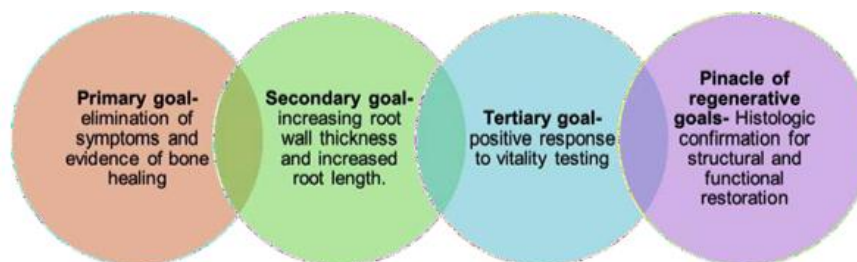 Primary goal-
elimination of
symptoms and
evidence of bone
healing
Secondary goal-
increasing root
wall thickness
and increased
root length.
Tertiary goal-
positive response
to vitality testing
Pinacle of
regenerative
goals- Histologic
confirmation for
structural and
functional
restoration